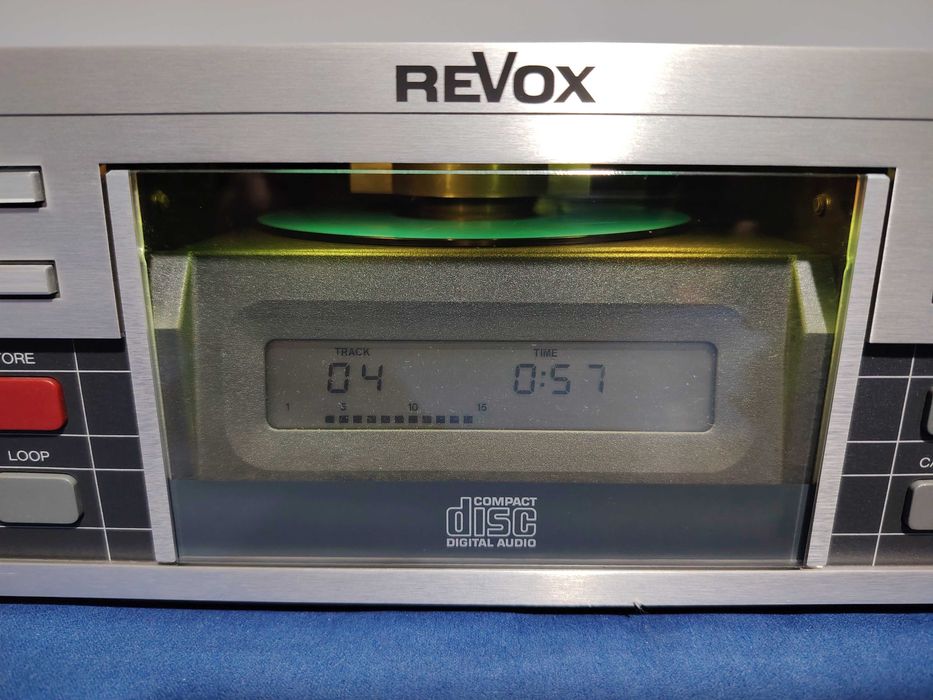 REVOX
TRACK TIME
04 0:57
1 5 10 15
TORE
LOOP
CA
COMPACT
disc
DIGITAL AUDIO